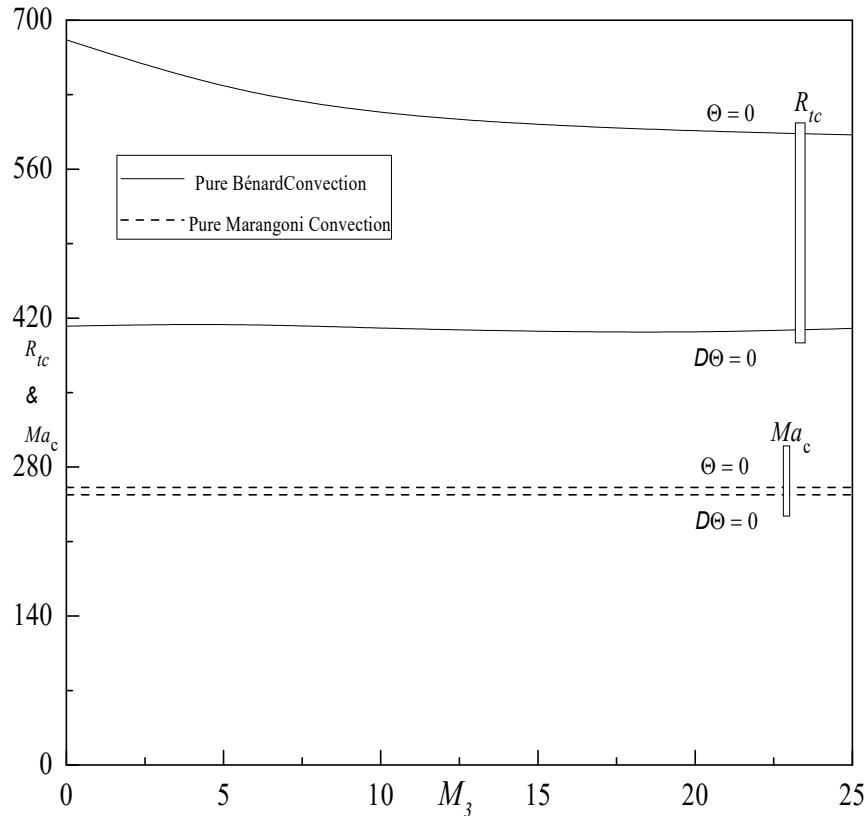 700
560
420
280
140
0
R_tc
&
Ma_c
Θ = 0
R_tc
Pure BénardConvection
Pure Marangoni Convection
DΘ = 0
Ma_c
Θ = 0
DΘ = 0
0
5
10
M_3
15
20
25